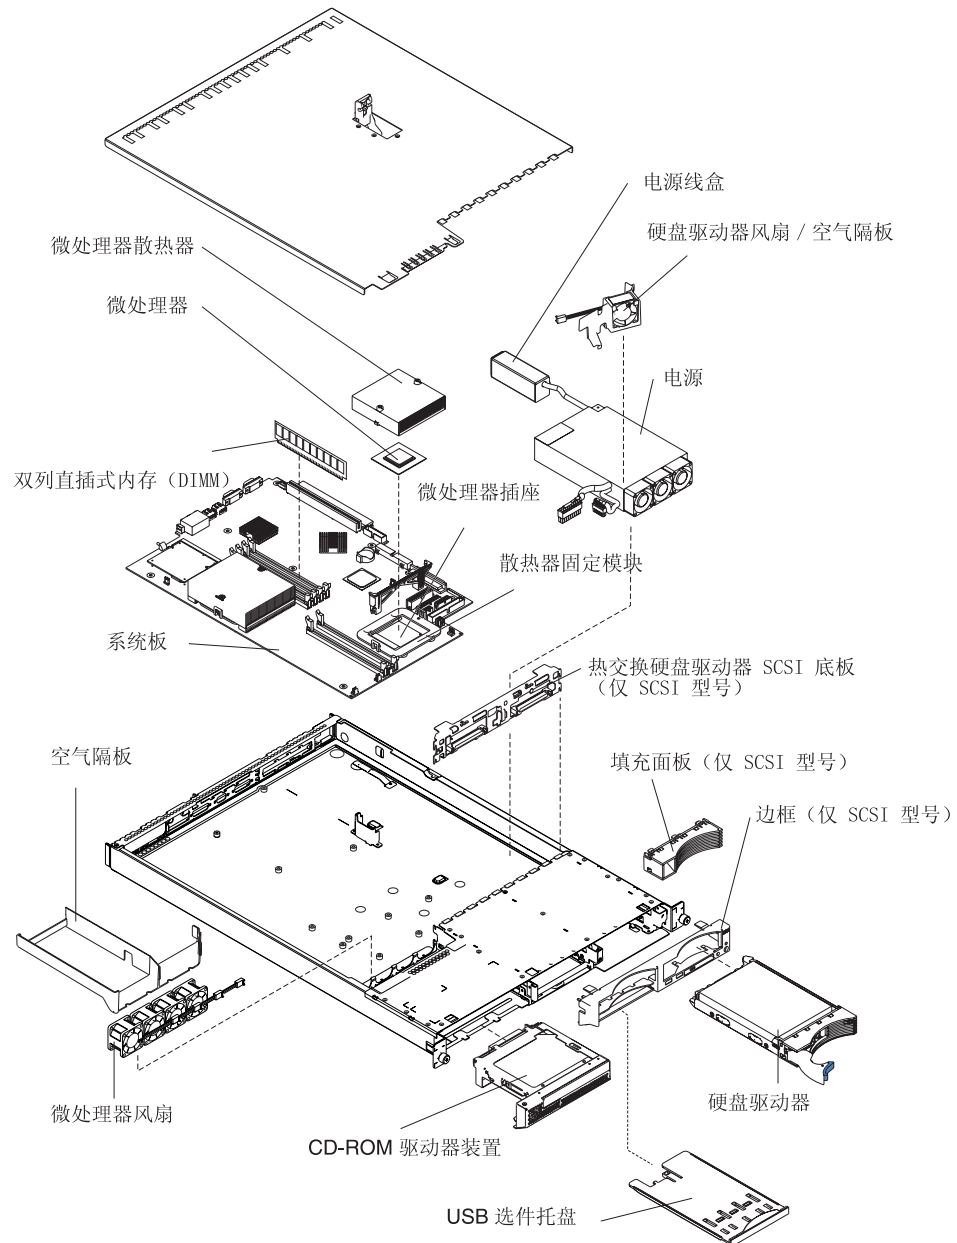 电源线盒
硬盘驱动器风扇 / 空气隔板
微处理器散热器
微处理器
电源
双列直插式内存（DIMM）
微处理器插座
散热器固定模块
系统板
热交换硬盘驱动器 SCSI 底板
（仅 SCSI 型号）
空气隔板
填充面板（仅 SCSI 型号）
边框（仅 SCSI 型号）
硬盘驱动器
微处理器风扇
CD-ROM 驱动器装置
USB 选件托盘